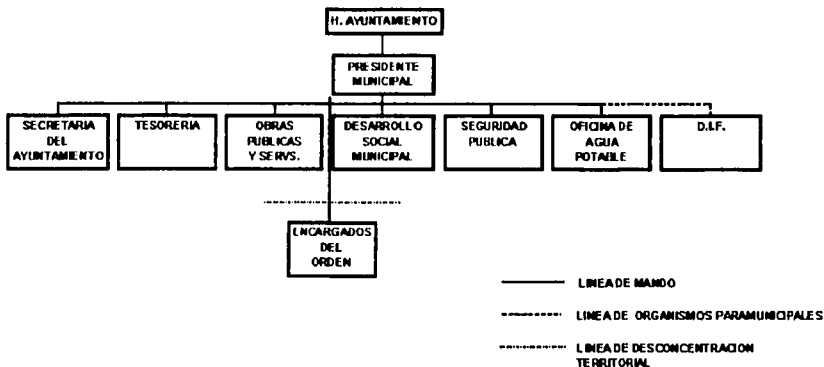 H. AYUNTAMIENTO
PRESIDENTE
MUNICIPAL
SECRETARIA
DEL
AYUNTAMIENTO
TESORERIA
OBRAS
PUBLICAS
Y SERVS.
DESARROLLO
SOCIAL
MUNICIPAL
SEGURIDAD
PUBLICA
OFICINA DE
AGUA
POTABLE
D.I.F.
ENCARGADOS
DEL
ORDEN
LINEA DE MANDO
LINEA DE ORGANISMOS PARAMUNICIPALES
LINEA DE DESCONCENTRACION
TERRITORIAL